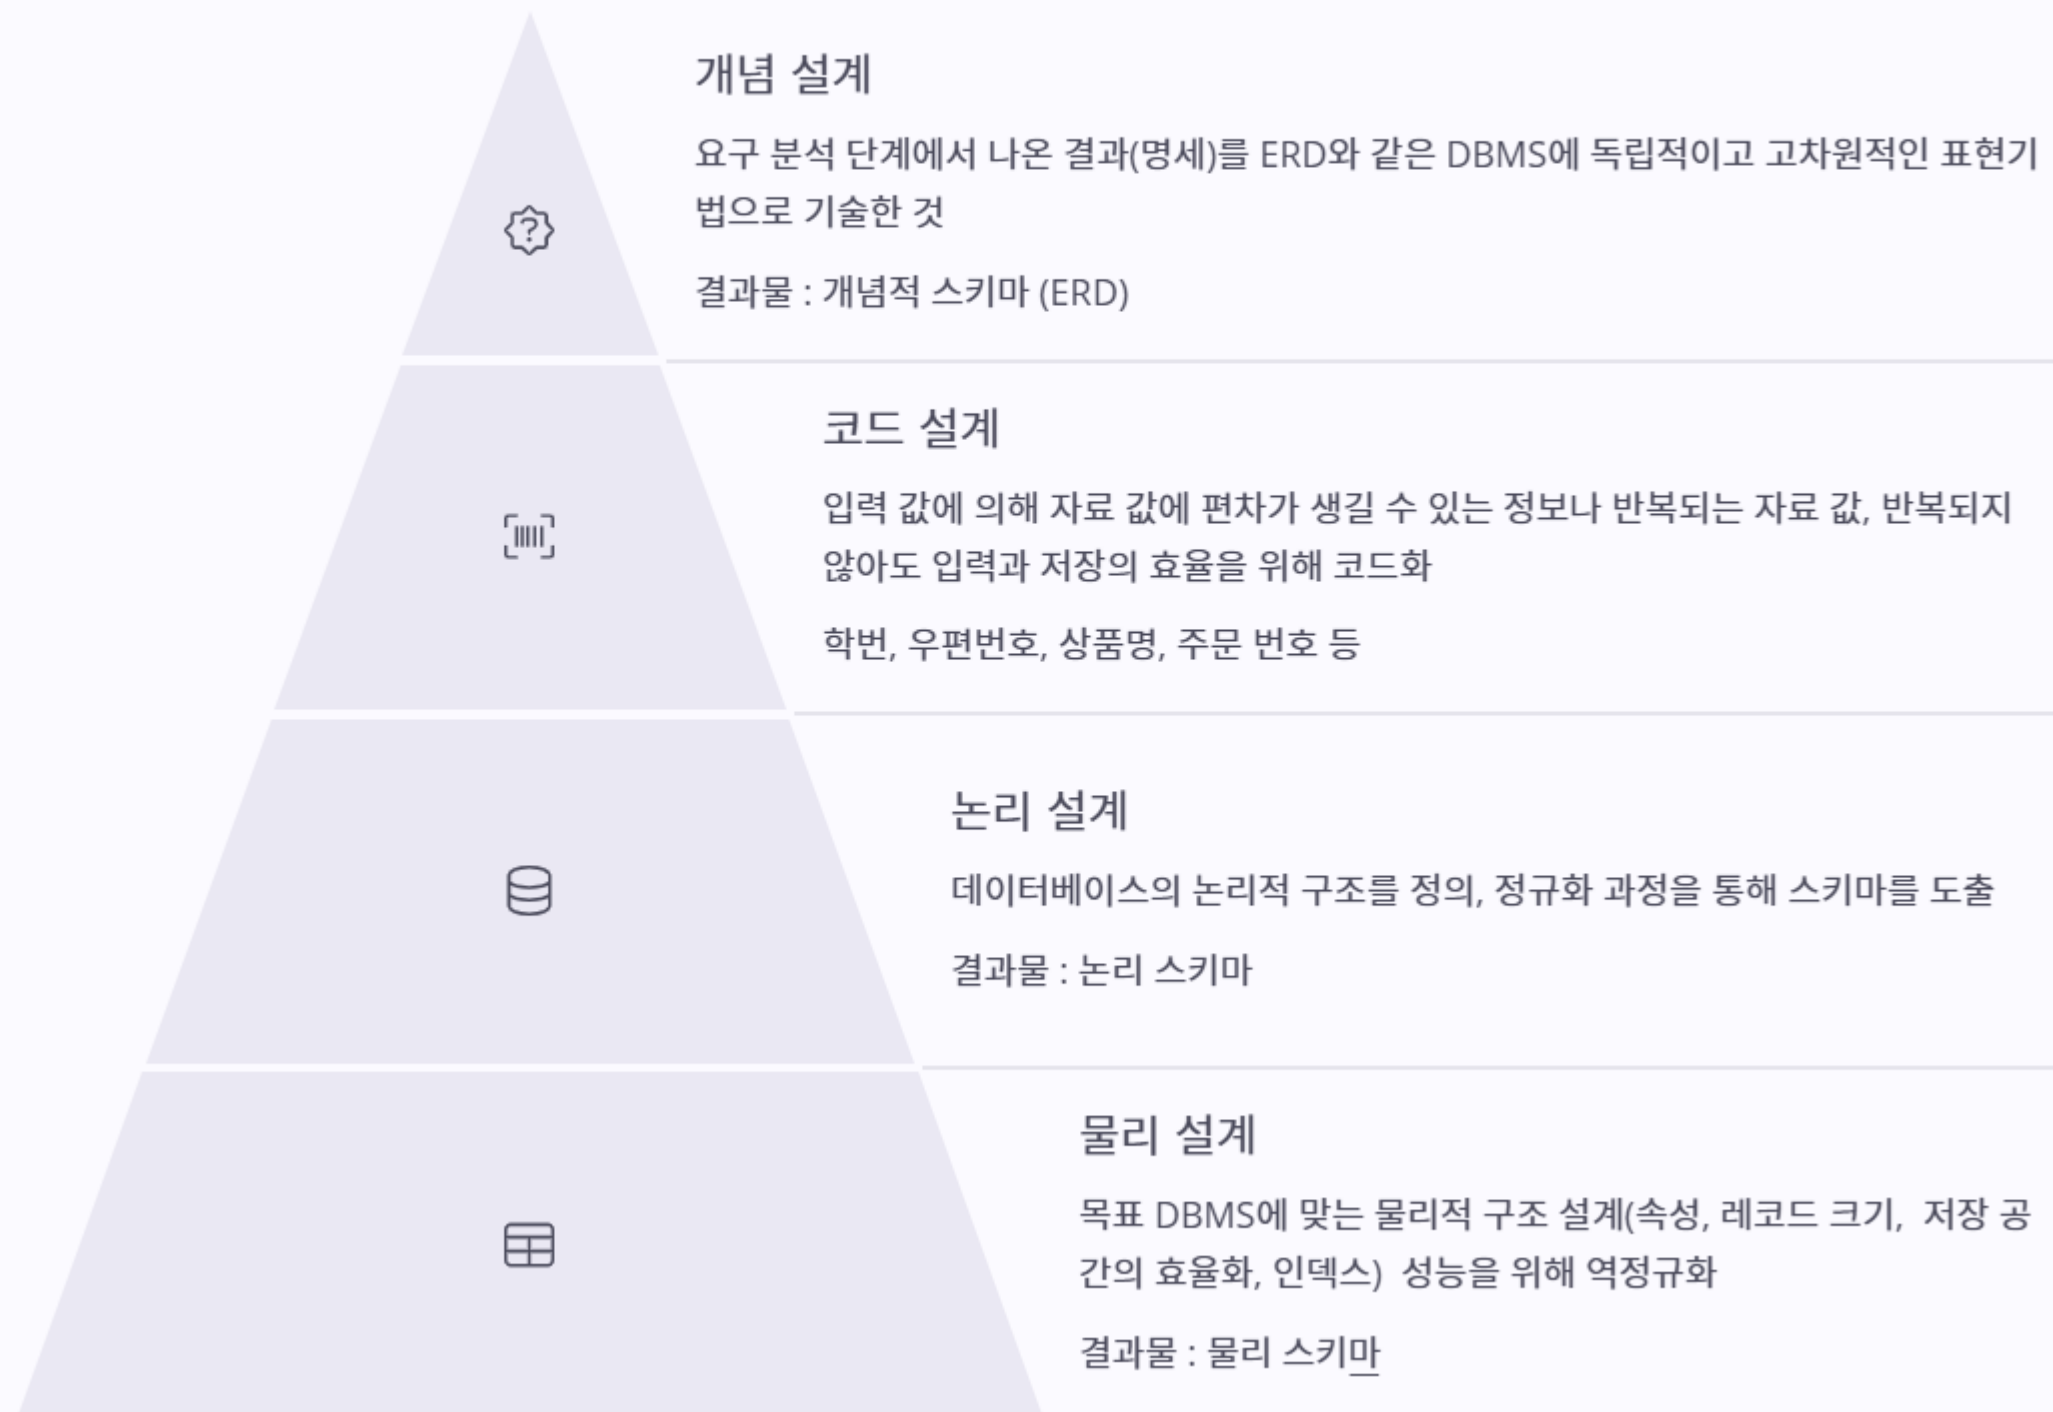 개념 설계
요구 분석 단계에서 나온 결과(명세)를 ERD와 같은 DBMS에 독립적이고 고차원적인 표현기
법으로 기술한 것
결과물 : 개념적 스키마 (ERD)
코드 설계
입력 값에 의해 자료 값에 편차가 생길 수 있는 정보나 반복되는 자료 값, 반복되지
않아도 입력과 저장의 효율을 위해 코드화
학번, 우편번호, 상품명, 주문 번호 등
논리 설계
데이터베이스의 논리적 구조를 정의, 정규화 과정을 통해 스키마를 도출
결과물 : 논리 스키마
물리 설계
목표 DBMS에 맞는 물리적 구조 설계(속성, 레코드 크기,  저장 공
간의 효율화, 인덱스)  성능을 위해 역정규화
결과물 : 물리 스키마